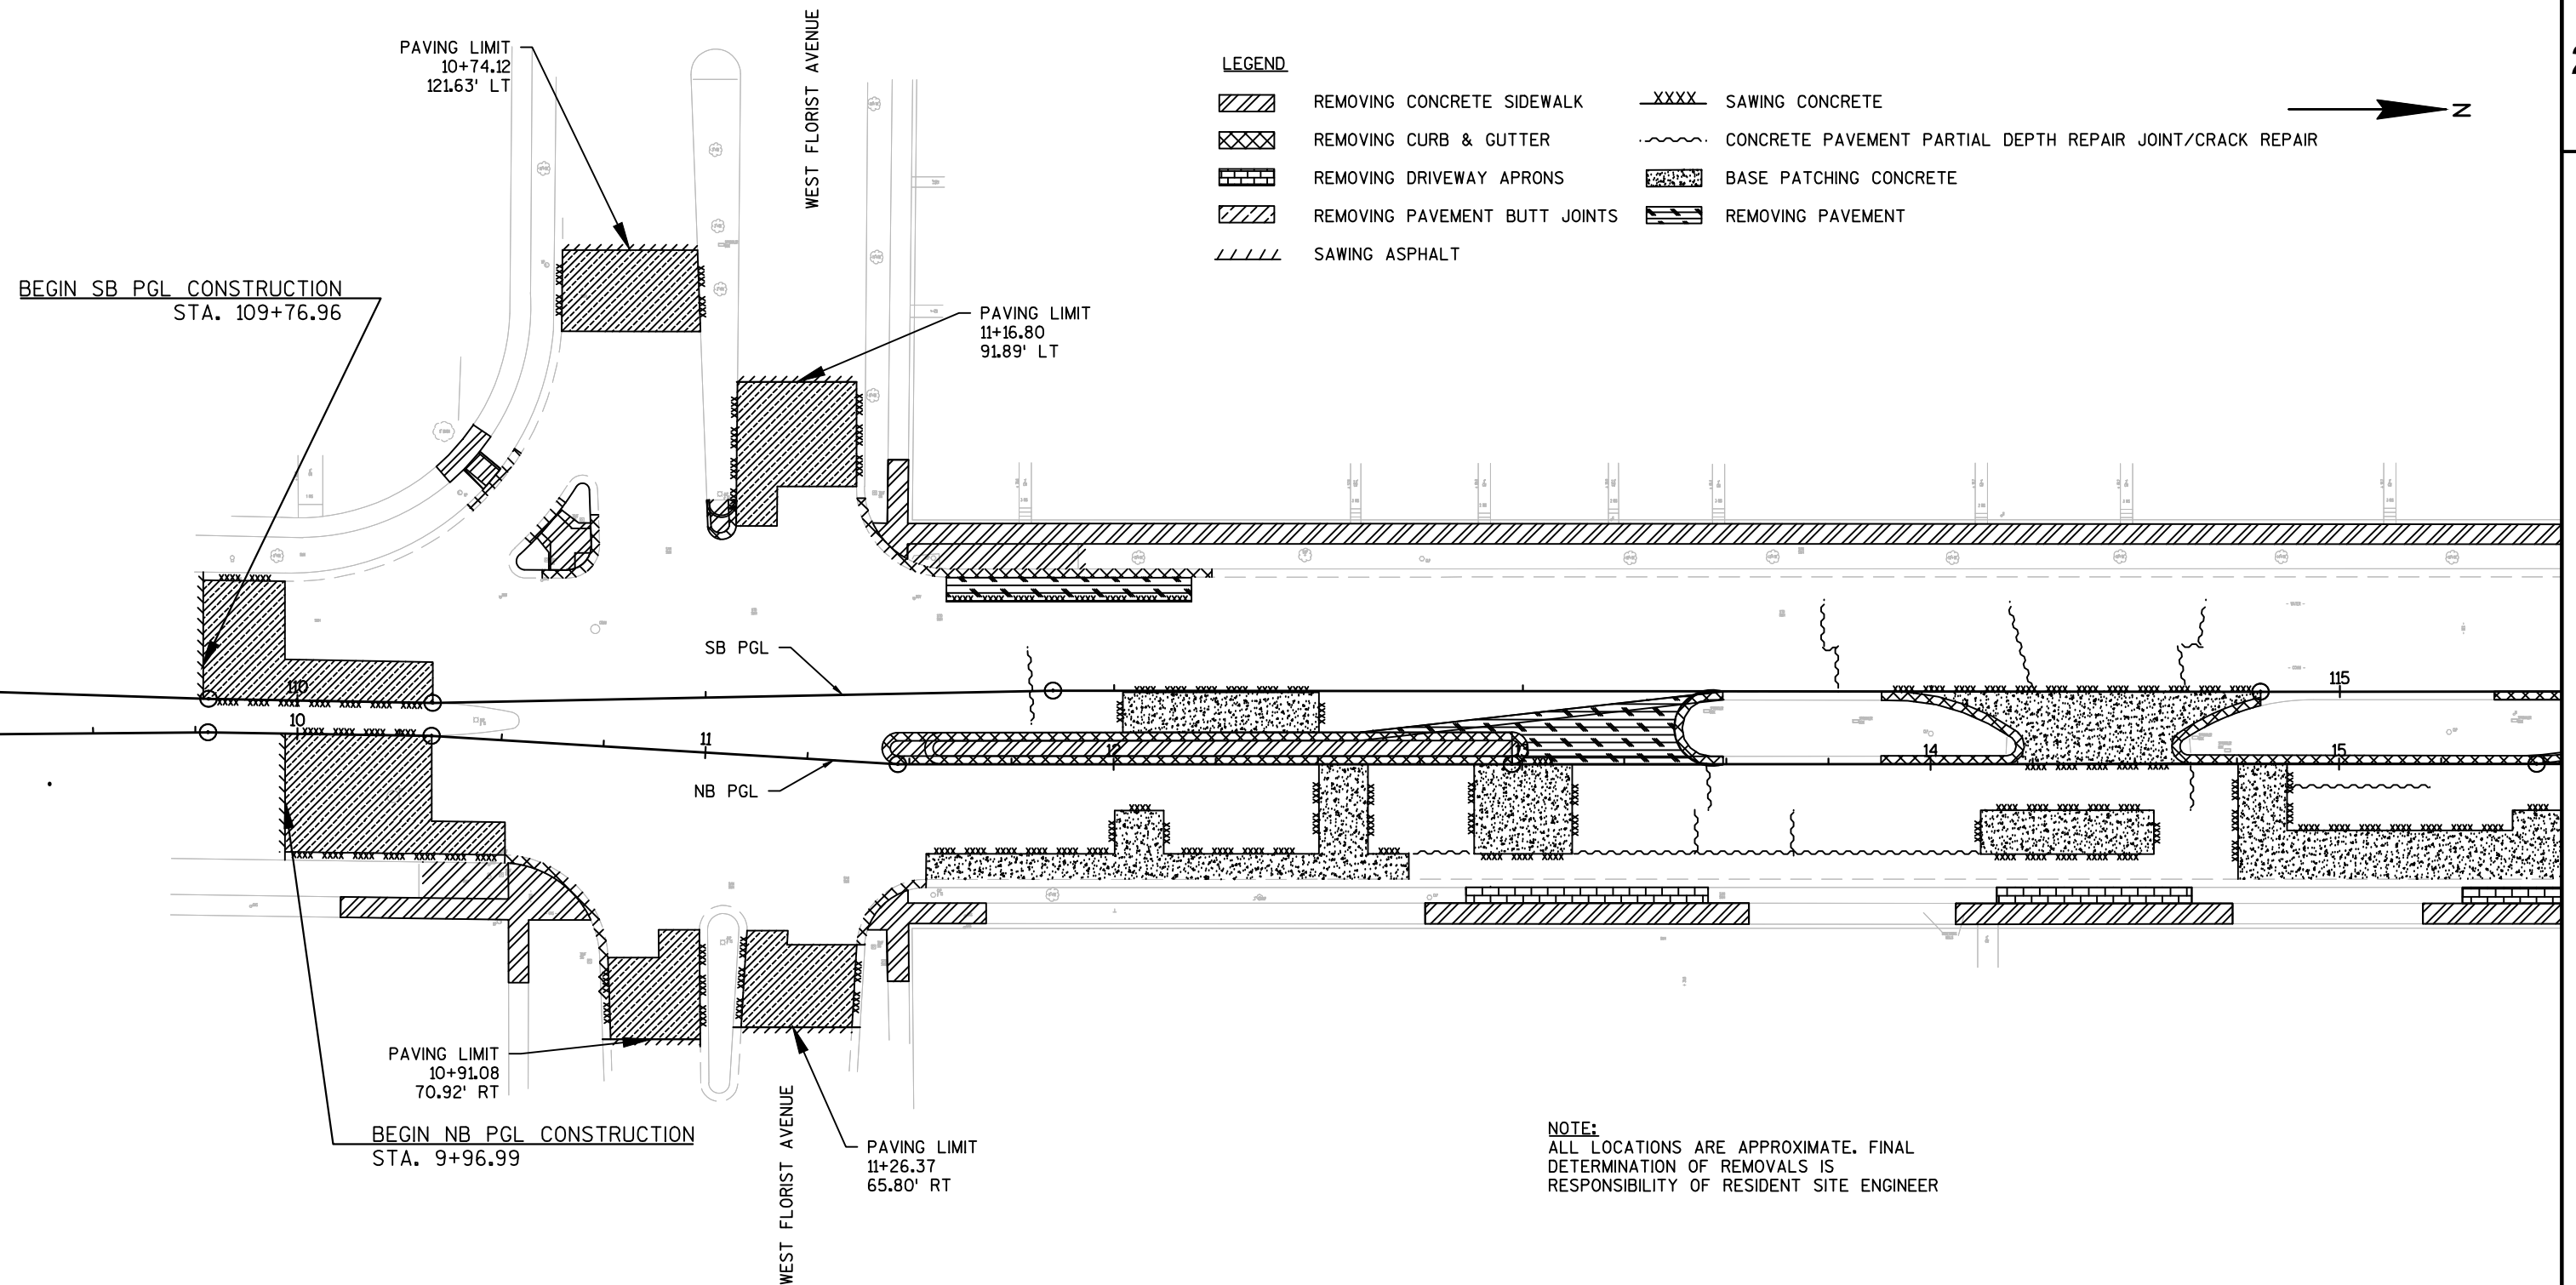 PAVING LIMIT
10+74.12
121.63' LT
WEST FLORIST AVENUE
LEGEND
REMOVING CONCRETE SIDEWALK
REMOVING CURB & GUTTER
REMOVING DRIVEWAY APRONS
REMOVING PAVEMENT BUTT JOINTS
SAWING ASPHALT
XXXX SAWING CONCRETE
CONCRETE PAVEMENT PARTIAL DEPTH REPAIR JOINT/CRACK REPAIR
BASE PATCHING CONCRETE
REMOVING PAVEMENT
N
2
BEGIN SB PGL CONSTRUCTION
STA. 109+76.96
PAVING LIMIT
11+16.80
91.89' LT
SB PGL
110
115
10
11
12
13
14
15
NB PGL
PAVING LIMIT
10+91.08
70.92' RT
BEGIN NB PGL CONSTRUCTION
STA. 9+96.99
WEST FLORIST AVENUE
PAVING LIMIT
11+26.37
65.80' RT
NOTE:
ALL LOCATIONS ARE APPROXIMATE. FINAL
DETERMINATION OF REMOVALS IS
RESPONSIBILITY OF RESIDENT SITE ENGINEER